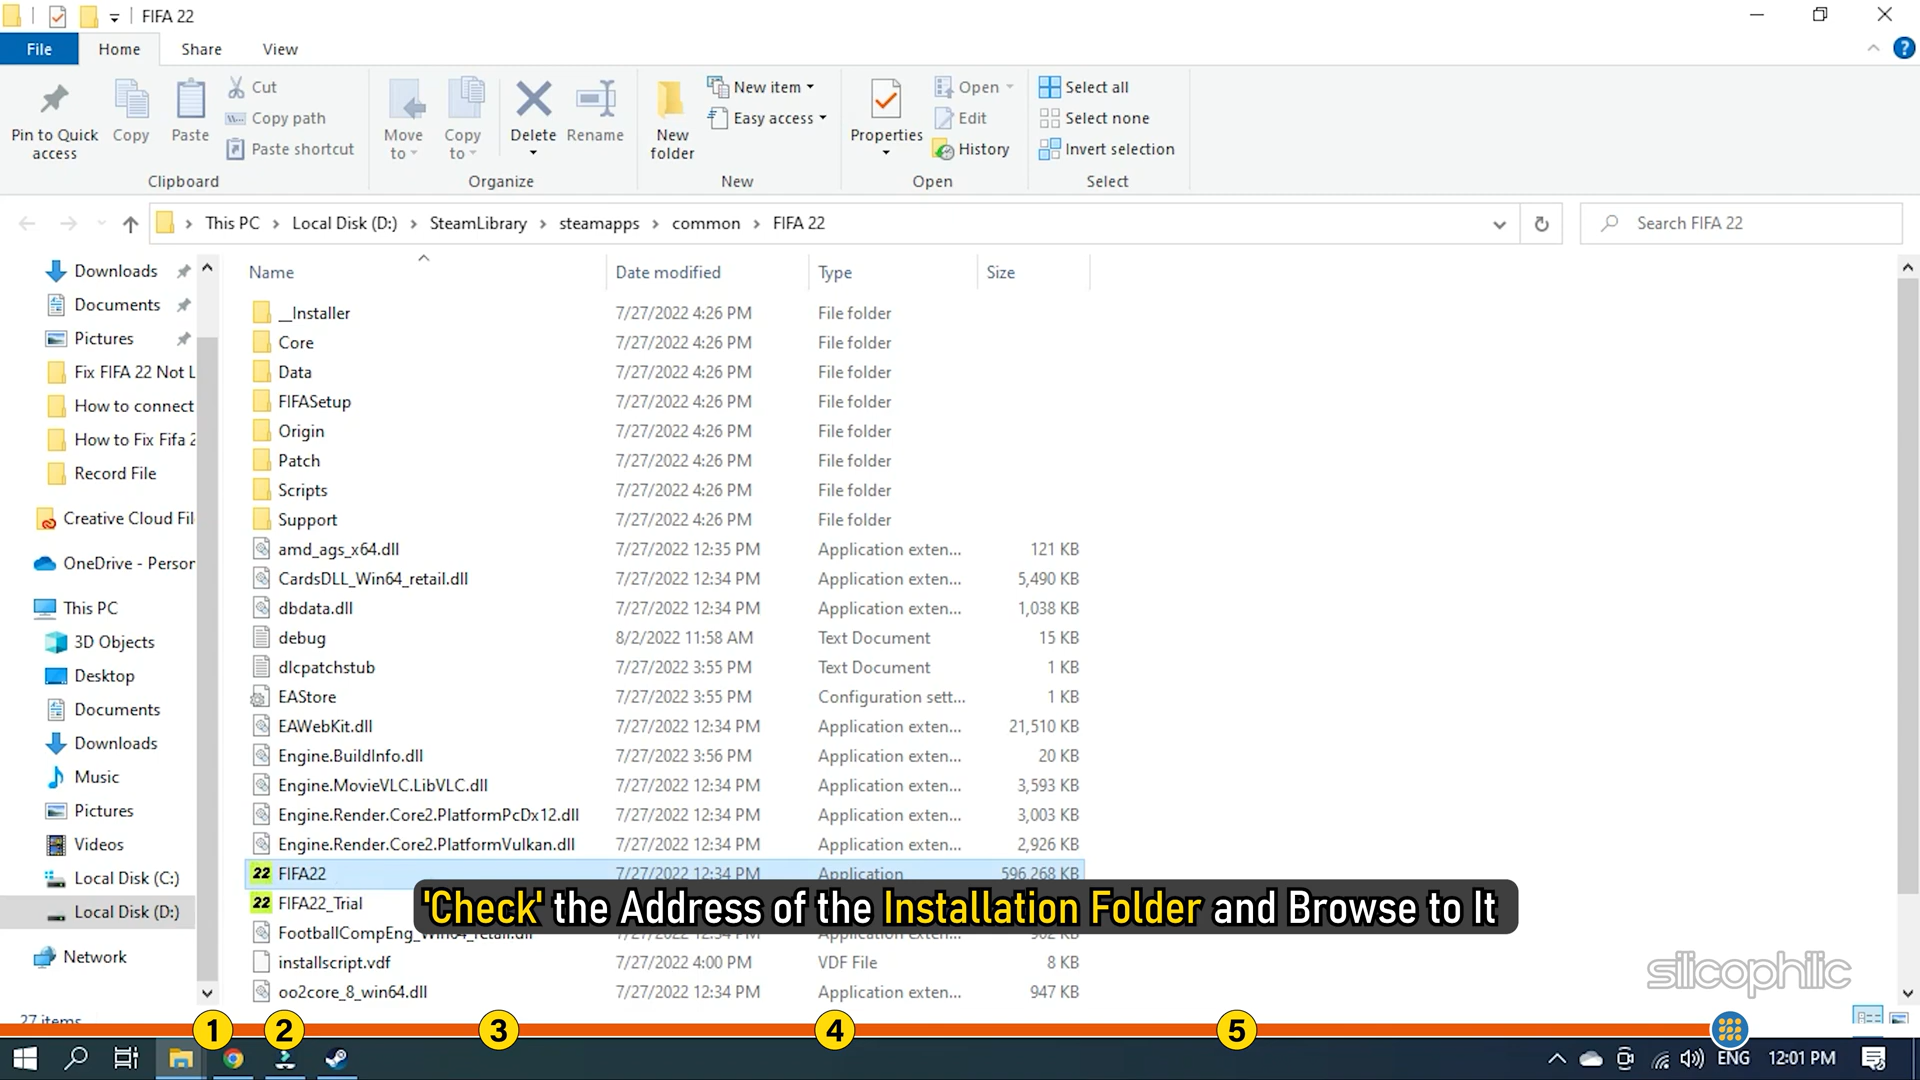 FIFA 22
File Home Share View
Pin to Quick access
Copy
Paste
Cut
Copy path
Paste shortcut
Clipboard
Move to
Copy to
Delete
Rename
Organize
New folder
New item
Easy access
New
Properties
Open
Edit
History
Open
Select all
Select none
Invert selection
Select
This PC > Local Disk (D:) > SteamLibrary > steamapps > common > FIFA 22
Search FIFA 22
Downloads
Documents
Pictures
Fix FIFA 22 Not L
How to connect
How to Fix Fifa 2
Record File
Creative Cloud Fil
OneDrive - Person
This PC
3D Objects
Desktop
Documents
Downloads
Music
Pictures
Videos
Local Disk (C:)
Local Disk (D:)
Network
Name Date modified Type Size
__Installer 7/27/2022 4:26 PM File folder
Core 7/27/2022 4:26 PM File folder
Data 7/27/2022 4:26 PM File folder
FIFASetup 7/27/2022 4:26 PM File folder
Origin 7/27/2022 4:26 PM File folder
Patch 7/27/2022 4:26 PM File folder
Scripts 7/27/2022 4:26 PM File folder
Support 7/27/2022 4:26 PM File folder
amd_ags_x64.dll 7/27/2022 12:35 PM Application exten... 121 KB
CardsDLL_Win64_retail.dll 7/27/2022 12:34 PM Application exten... 5,490 KB
dbdata.dll 7/27/2022 12:34 PM Application exten... 1,038 KB
debug 8/2/2022 11:58 AM Text Document 15 KB
dlcpatchstub 7/27/2022 3:55 PM Text Document 1 KB
EAStore 7/27/2022 3:55 PM Configuration sett... 1 KB
EAWebKit.dll 7/27/2022 12:34 PM Application exten... 21,510 KB
Engine.BuildInfo.dll 7/27/2022 3:56 PM Application exten... 20 KB
Engine.MovieVLC.LibVLC.dll 7/27/2022 12:34 PM Application exten... 3,593 KB
Engine.Render.Core2.PlatformPcDx12.dll 7/27/2022 12:34 PM Application exten... 3,003 KB
Engine.Render.Core2.PlatformVulkan.dll 7/27/2022 12:34 PM Application exten... 2,926 KB
22 FIFA22 7/27/2022 12:34 PM Application 596,268 KB
22 FIFA22_Trial
'Check' the Address of the Installation Folder and Browse to It
FootballCompEng_Win64_retail.dll 7/27/2022 12:34 PM Application exten...
installscript.vdf 7/27/2022 4:00 PM VDF File 8 KB
oo2core_8_win64.dll 7/27/2022 12:34 PM Application exten... 947 KB
silicophilic
27 items
1 2 3 4 5
ENG 12:01 PM